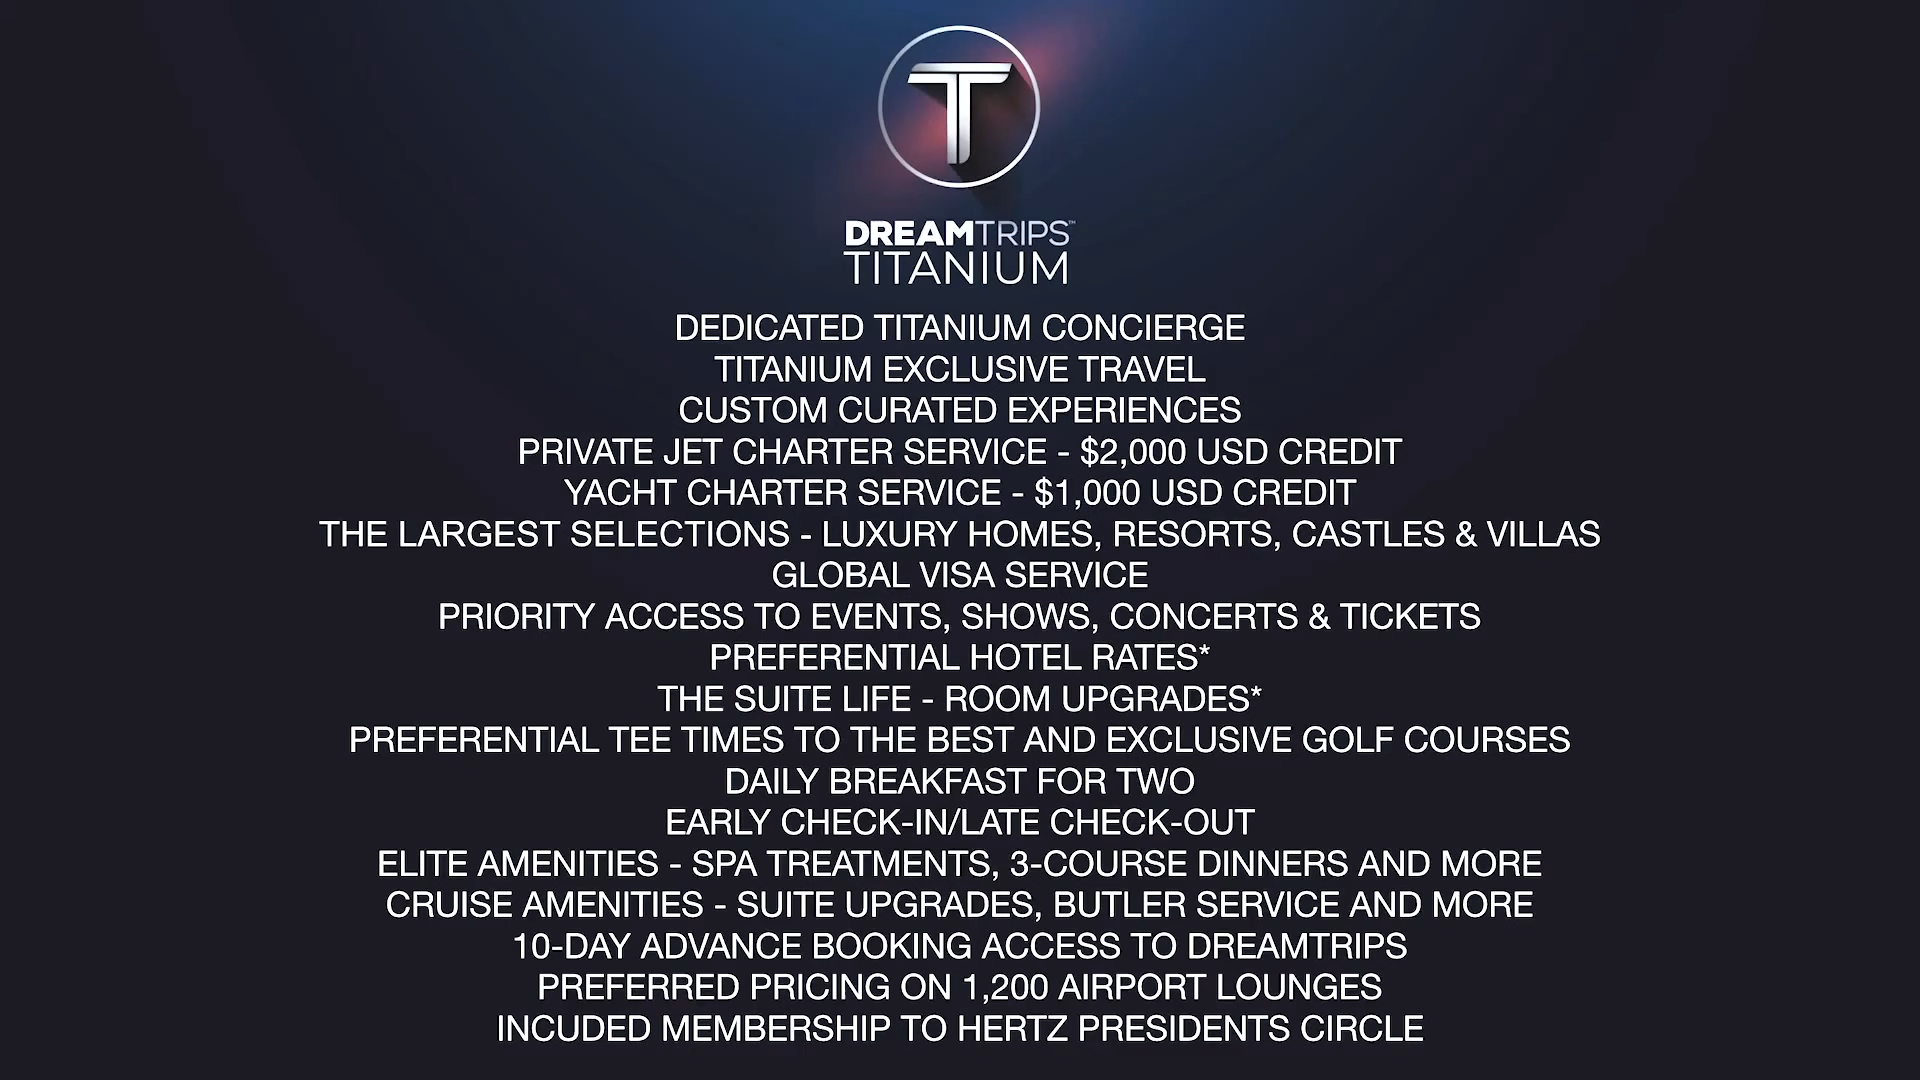 T
DREAMTRIPS™
TITANIUM
DEDICATED TITANIUM CONCIERGE
TITANIUM EXCLUSIVE TRAVEL
CUSTOM CURATED EXPERIENCES
PRIVATE JET CHARTER SERVICE - $2,000 USD CREDIT
YACHT CHARTER SERVICE - $1,000 USD CREDIT
THE LARGEST SELECTIONS - LUXURY HOMES, RESORTS, CASTLES & VILLAS
GLOBAL VISA SERVICE
PRIORITY ACCESS TO EVENTS, SHOWS, CONCERTS & TICKETS
PREFERENTIAL HOTEL RATES*
THE SUITE LIFE - ROOM UPGRADES*
PREFERENTIAL TEE TIMES TO THE BEST AND EXCLUSIVE GOLF COURSES
DAILY BREAKFAST FOR TWO
EARLY CHECK-IN/LATE CHECK-OUT
ELITE AMENITIES - SPA TREATMENTS, 3-COURSE DINNERS AND MORE
CRUISE AMENITIES - SUITE UPGRADES, BUTLER SERVICE AND MORE
10-DAY ADVANCE BOOKING ACCESS TO DREAMTRIPS
PREFERRED PRICING ON 1,200 AIRPORT LOUNGES
INCUDED MEMBERSHIP TO HERTZ PRESIDENTS CIRCLE